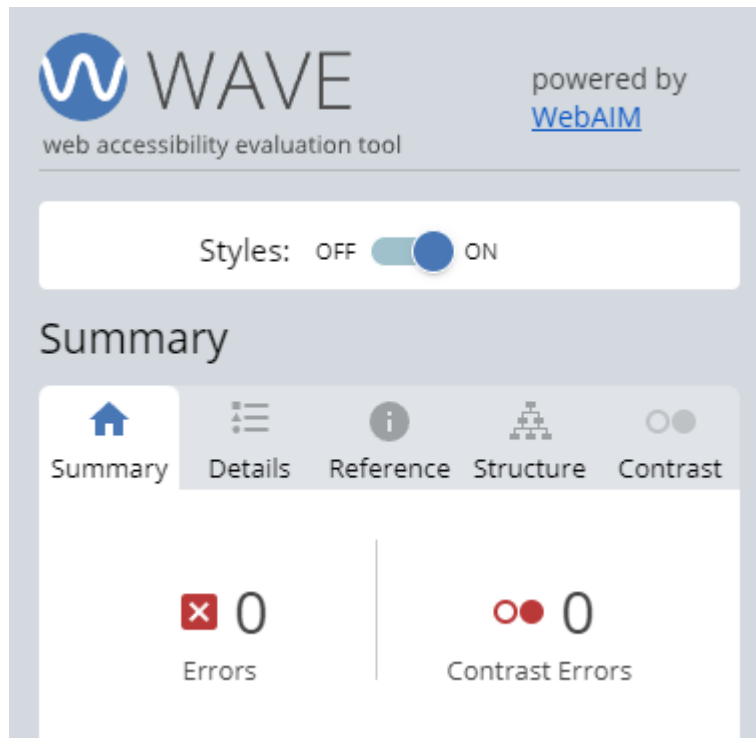 WAVE
powered by
WebAIM
web accessibility evaluation tool
Styles: OFF ON
Summary
Summary Details Reference Structure Contrast
0 0
Errors Contrast Errors